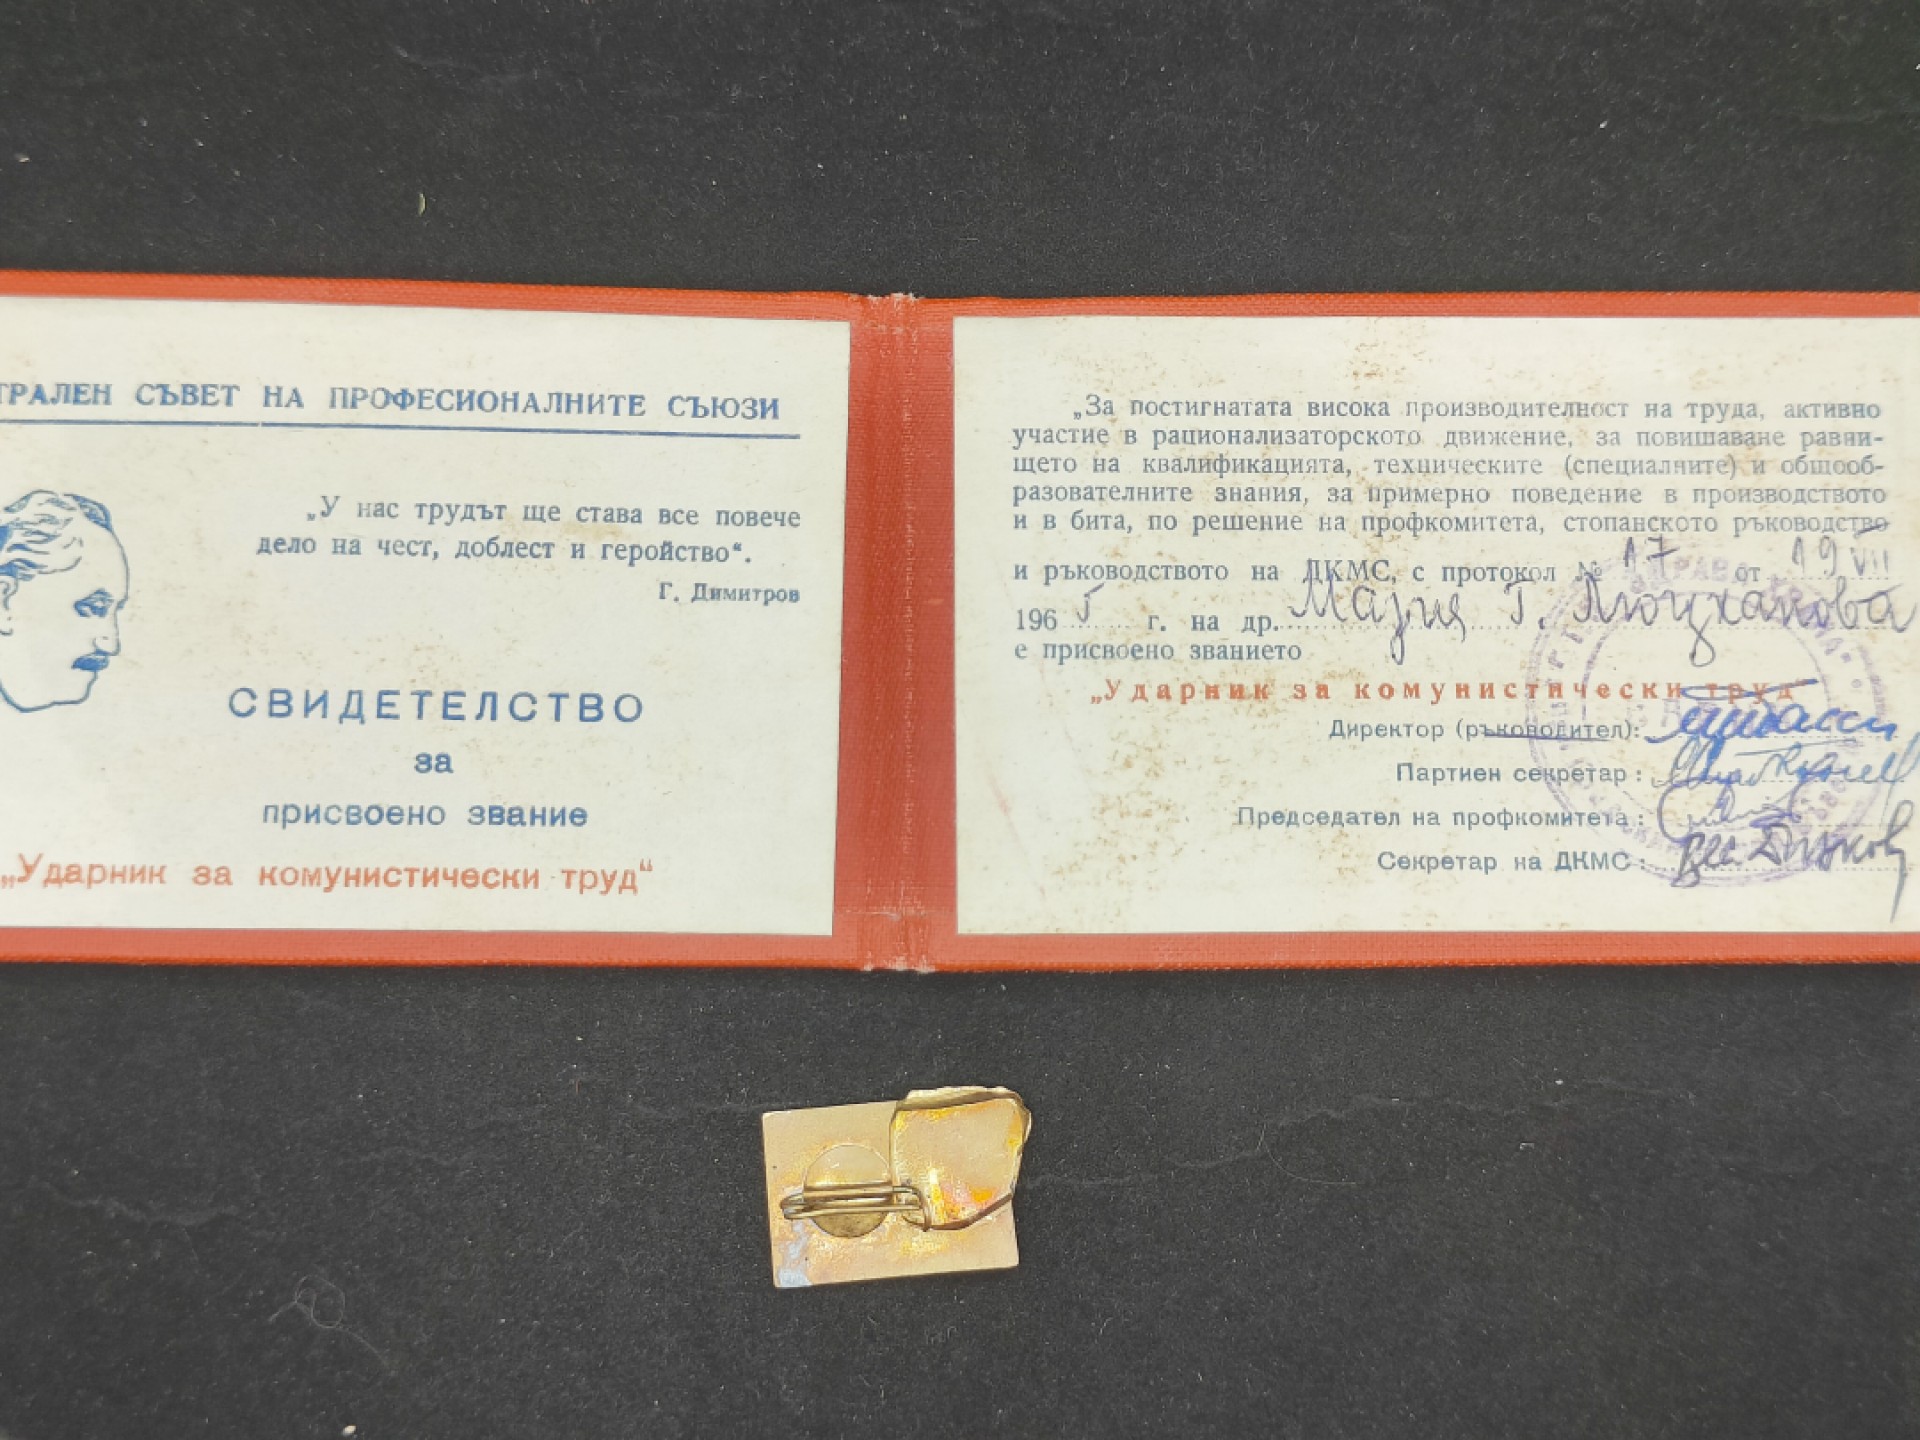 ТРАЛЕН СЪВЕТ НА ПРОФЕСИОНАЛНИТЕ СЪЮЗИ
„У нас трудът ще става все повече
дело на чест, доблест и геройство“.
Г. Димитров
СВИДЕТЕЛСТВО
за
присвоено звание
„Ударник за комунистически труд“
„За постигнатата висока производителност на труда, активно
участие в рационализаторското движение, за повишаване равни-
щето на квалификацията, техническите (специалните) и общооб-
разователните знания, за примерно поведение в производството
и в бита, по решение на профкомитета, стопанското ръководство
и ръководството на ДКМС, с протокол № 17 от 19 VII
196 5 г. на др. Г.
е присвоено званието
„Ударник за комунистически труд“
Директор (ръководител):
Партиен секретар :
Председател на профкомитета :
Секретар на ДКМС :